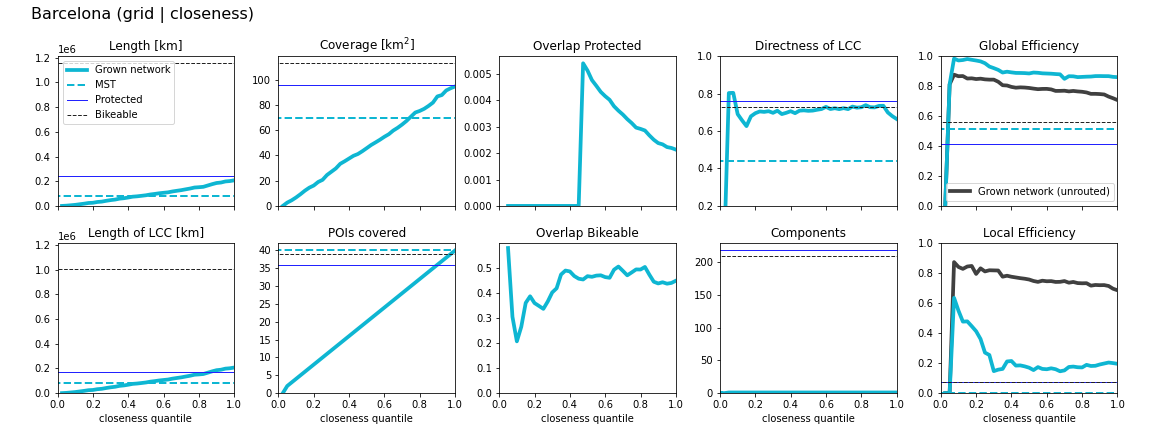 Barcelona (grid | closeness)
Length [km]
Coverage [km²]
Overlap Protected
Directness of LCC
Global Efficiency
1e6
1.2
1.0
0.8
0.6
0.4
0.2
0.0
Grown network
MST
Protected
Bikeable
100
80
60
40
20
0
0.005
0.004
0.003
0.002
0.001
0.000
1.0
0.8
0.6
0.4
0.2
1.0
0.8
0.6
0.4
0.2
0.0
Grown network (unrouted)
Length of LCC [km]
POIs covered
Overlap Bikeable
Components
Local Efficiency
1e6
1.2
1.0
0.8
0.6
0.4
0.2
0.0
0.0 0.2 0.4 0.6 0.8 1.0
closeness quantile
40
35
30
25
20
15
10
5
0
0.0 0.2 0.4 0.6 0.8 1.0
closeness quantile
0.5
0.4
0.3
0.2
0.1
0.0
0.0 0.2 0.4 0.6 0.8 1.0
closeness quantile
200
150
100
50
0
0.0 0.2 0.4 0.6 0.8 1.0
closeness quantile
1.0
0.8
0.6
0.4
0.2
0.0
0.0 0.2 0.4 0.6 0.8 1.0
closeness quantile